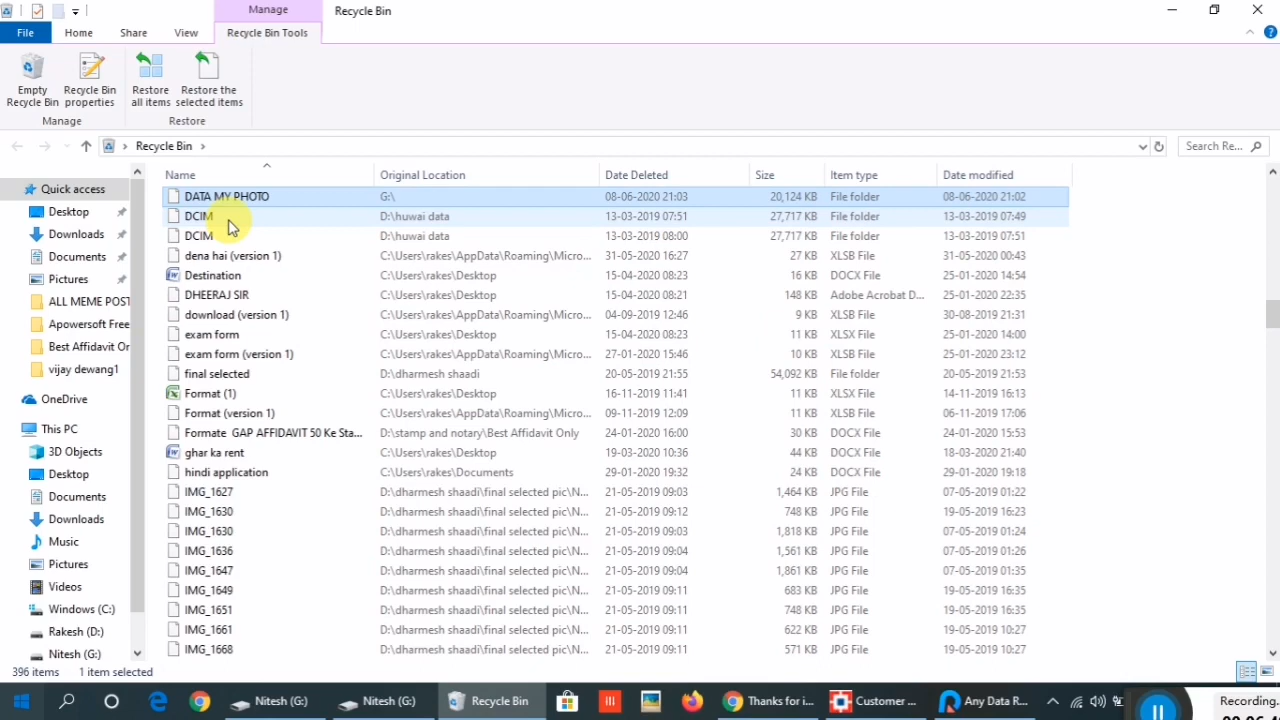 Manage
Recycle Bin
File
Home
Share
View
Recycle Bin Tools
Empty Recycle Bin
Recycle Bin properties
Restore all items
Restore the selected items
Manage
Restore
Recycle Bin
Search Re...
Name Original Location Date Deleted Size Item type Date modified
DATA MY PHOTO G:\ 08-06-2020 21:03 20,124 KB File folder 08-06-2020 21:02
DCIM D:\huwai data 13-03-2019 07:51 27,717 KB File folder 13-03-2019 07:49
DCIM D:\huwai data 13-03-2019 08:00 27,717 KB File folder 13-03-2019 07:51
dena hai (version 1) C:\Users\rakes\AppData\Roaming\Micro... 31-05-2020 16:27 27 KB XLSB File 31-05-2020 00:43
Destination C:\Users\rakes\Desktop 15-04-2020 08:23 16 KB DOCX File 25-01-2020 14:54
DHEERAJ SIR C:\Users\rakes\Desktop 15-04-2020 08:21 148 KB Adobe Acrobat D... 25-01-2020 22:35
download (version 1) C:\Users\rakes\AppData\Roaming\Micro... 04-09-2019 12:46 9 KB XLSB File 30-08-2019 21:31
exam form C:\Users\rakes\Desktop 15-04-2020 08:23 11 KB XLSX File 25-01-2020 14:00
exam form (version 1) C:\Users\rakes\AppData\Roaming\Micro... 27-01-2020 15:46 10 KB XLSB File 25-01-2020 23:12
final selected D:\dharmesh shaadi 20-05-2019 21:55 54,092 KB File folder 20-05-2019 21:53
Format (1) C:\Users\rakes\Desktop 16-11-2019 11:41 11 KB XLSX File 14-11-2019 16:13
Format (version 1) C:\Users\rakes\AppData\Roaming\Micro... 09-11-2019 12:09 11 KB XLSB File 06-11-2019 17:06
Formate GAP AFFIDAVIT 50 Ke Sta... D:\stamp and notary\Best Affidavit Only 24-01-2020 16:00 30 KB DOCX File 24-01-2020 15:53
ghar ka rent C:\Users\rakes\Desktop 19-03-2020 10:36 44 KB DOCX File 18-03-2020 21:40
hindi application C:\Users\rakes\Documents 29-01-2020 19:32 24 KB DOCX File 29-01-2020 19:18
IMG_1627 D:\dharmesh shaadi\final selected pic\N... 21-05-2019 09:03 1,464 KB JPG File 07-05-2019 01:22
IMG_1630 D:\dharmesh shaadi\final selected pic\N... 21-05-2019 09:12 748 KB JPG File 19-05-2019 16:23
IMG_1630 D:\dharmesh shaadi\final selected pic\N... 21-05-2019 09:03 1,818 KB JPG File 07-05-2019 01:24
IMG_1636 D:\dharmesh shaadi\final selected pic\N... 21-05-2019 09:04 1,561 KB JPG File 07-05-2019 01:26
IMG_1647 D:\dharmesh shaadi\final selected pic\N... 21-05-2019 09:04 1,861 KB JPG File 07-05-2019 01:35
IMG_1649 D:\dharmesh shaadi\final selected pic\N... 21-05-2019 09:11 683 KB JPG File 19-05-2019 16:35
IMG_1651 D:\dharmesh shaadi\final selected pic\N... 21-05-2019 09:11 748 KB JPG File 19-05-2019 16:35
IMG_1661 D:\dharmesh shaadi\final selected pic\N... 21-05-2019 09:11 622 KB JPG File 19-05-2019 10:27
IMG_1668 D:\dharmesh shaadi\final selected pic\N... 21-05-2019 09:11 571 KB JPG File 19-05-2019 10:27
Quick access
Desktop
Downloads
Documents
Pictures
ALL MEME POST
Apowersoft Free
Best Affidavit Or
vijay dewang1
OneDrive
This PC
3D Objects
Desktop
Documents
Downloads
Music
Pictures
Videos
Windows (C:)
Rakesh (D:)
Nitesh (G:)
396 items 1 item selected
Nitesh (G:)
Nitesh (G:)
Recycle Bin
Thanks for i...
Customer ...
Any Data R...
Recording.